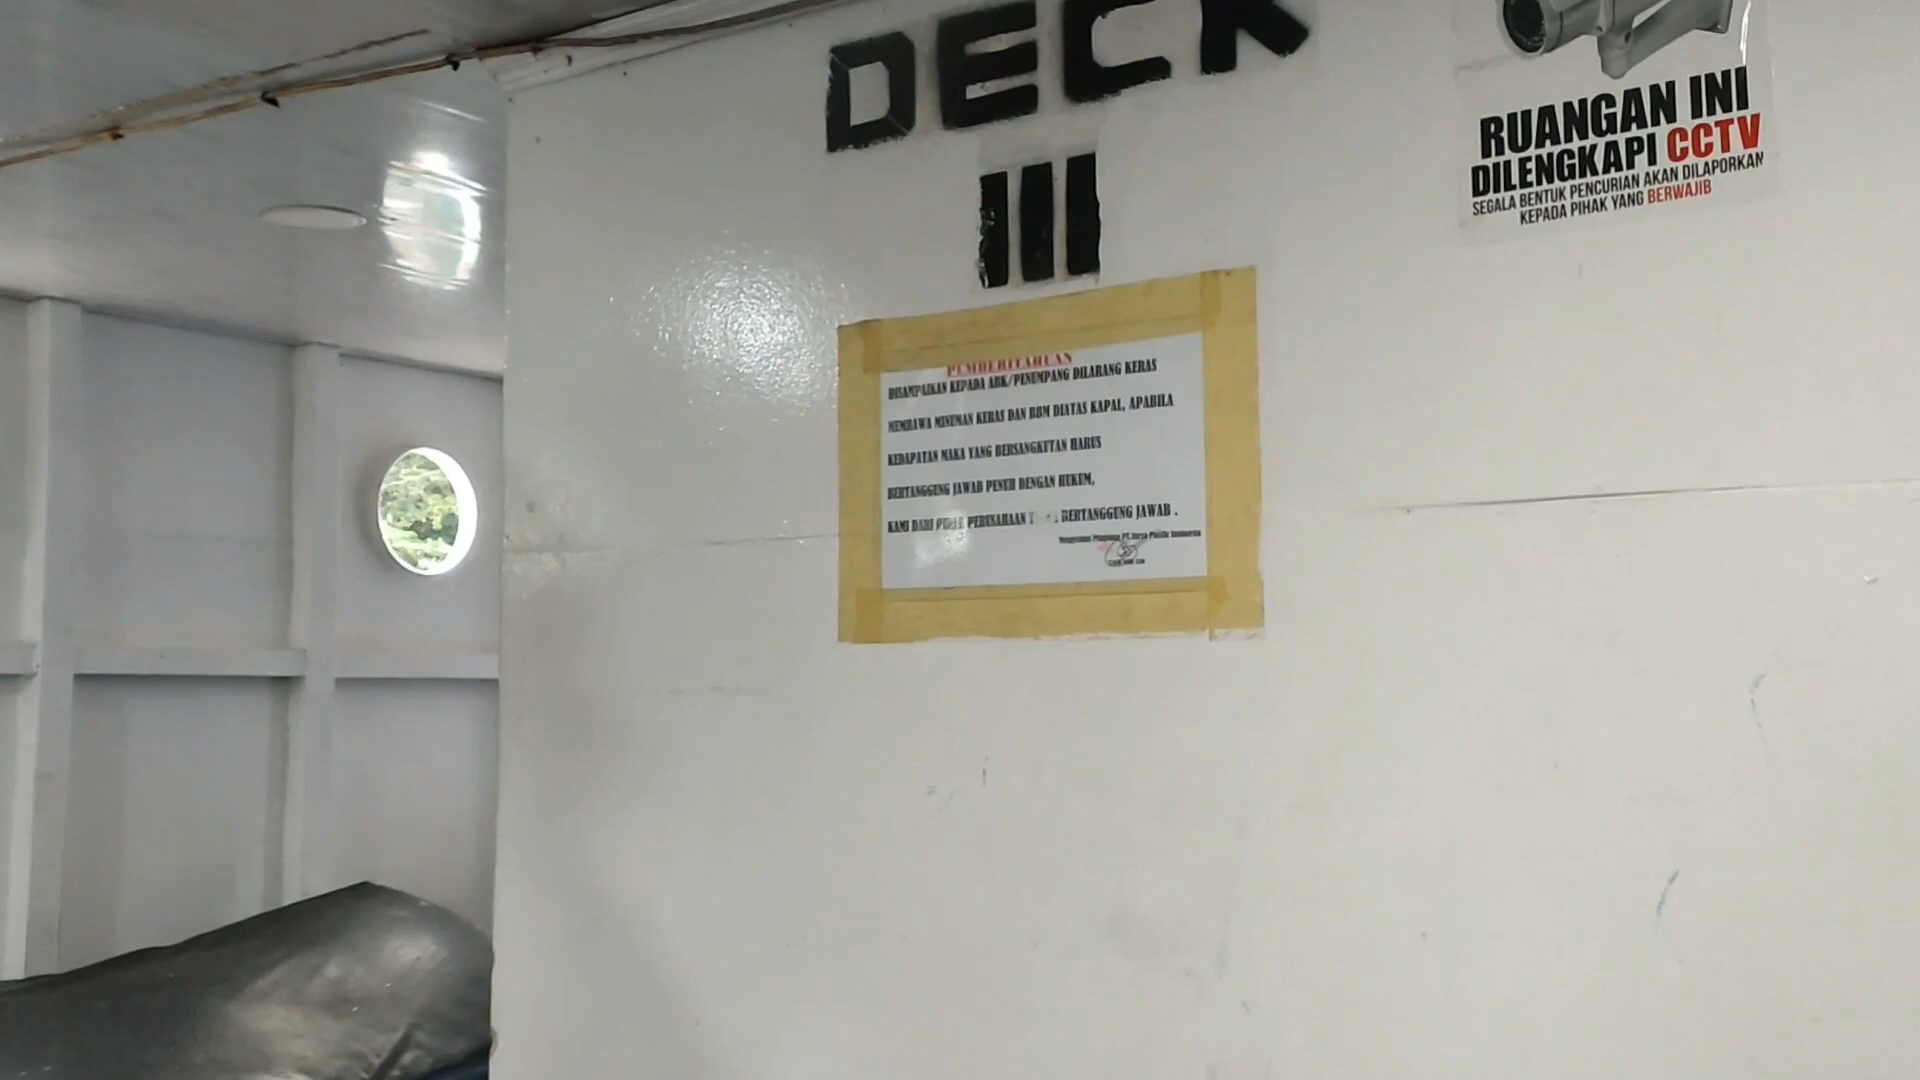 DECK
III
RUANGAN INI
DILENGKAPI CCTV
SEGALA BENTUK PENCURIAN AKAN DILAPORKAN
KEPADA PIHAK YANG BERWAJIB
PEMBERITAHUAN
DISAMPAIKAN KEPADA ABK/PENUMPANG DILARANG KERAS
MEMBAWA MINUMAN KERAS DAN BBM DIATAS KAPAL, APABILA
KEDAPATAN MAKA YANG BERSANGKUTAN HARUS
BERTANGGUNG JAWAB PENUH DENGAN HUKUM,
KAMI DARI PIHAK PERUSAHAAN BERTANGGUNG JAWAB .